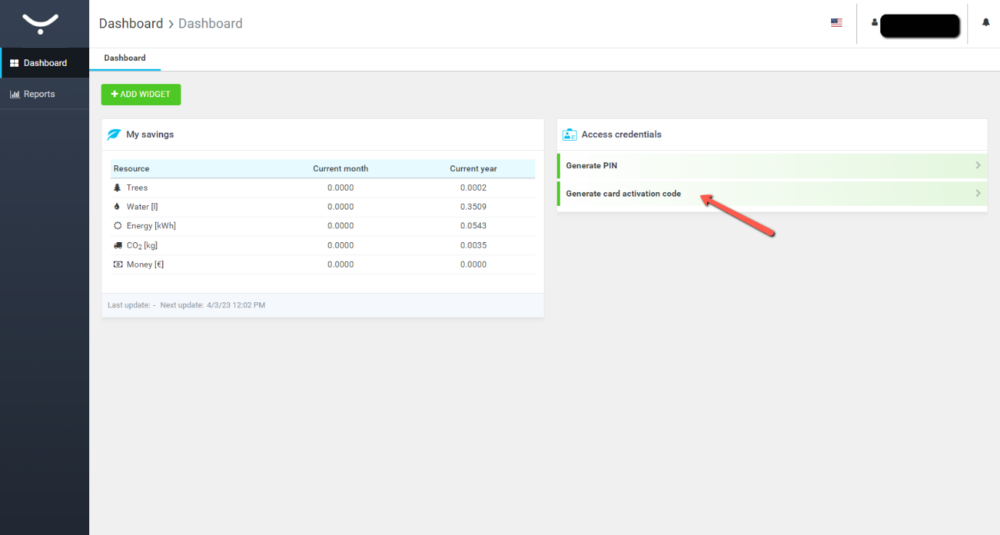 Dashboard › Dashboard
Dashboard
Reports
Dashboard
+ ADD WIDGET
My savings
Resource Current month Current year
Trees 0.0000 0.0002
Water [l] 0.0000 0.3509
Energy [kWh] 0.0000 0.0543
CO2 [kg] 0.0000 0.0035
Money [€] 0.0000 0.0000
Last update: - Next update: 4/3/23 12:02 PM
Access credentials
Generate PIN
Generate card activation code